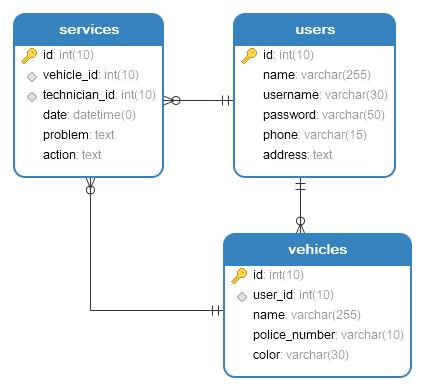 services
id: int(10)
vehicle_id: int(10)
technician_id: int(10)
date: datetime(0)
problem: text
action: text
users
id: int(10)
name: varchar(255)
username: varchar(30)
password: varchar(50)
phone: varchar(15)
address: text
vehicles
id: int(10)
user_id: int(10)
name: varchar(255)
police_number: varchar(10)
color: varchar(30)